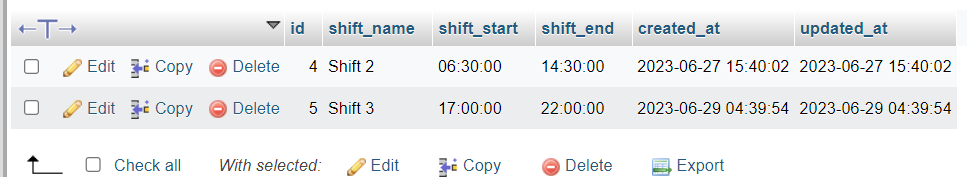 id shift_name shift_start shift_end created_at updated_at
Edit Copy Delete 4 Shift 2 06:30:00 14:30:00 2023-06-27 15:40:02 2023-06-27 15:40:02
Edit Copy Delete 5 Shift 3 17:00:00 22:00:00 2023-06-29 04:39:54 2023-06-29 04:39:54
Check all With selected: Edit Copy Delete Export